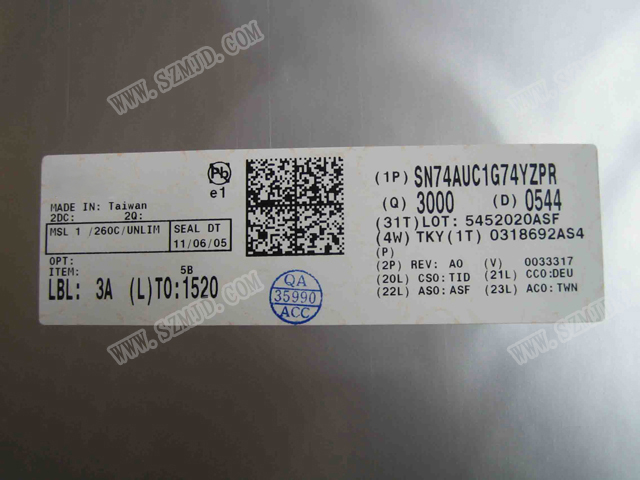 WWW.SZMJD.COM
WWW.SZMJD.COM
Pb
e1
MADE IN: Taiwan
2DC: 2Q:
MSL 1 /260C/UNLIM
SEAL DT
11/06/05
OPT:
ITEM: 5B
LBL: 3A (L)TO:1520
QA
35990
ACC
(1P) SN74AUC1G74YZPR
(Q) 3000 (D) 0544
(31T)LOT: 5452020ASF
(4W) TKY(1T) 0318692AS4
(P)
(2P) REV: A0 (V) 0033317
(20L) CSO:TID (21L) CCO:DEU
(22L) ASO:ASF (23L) ACO:TWN
WWW.SZMJD.COM
WWW.SZMJD.COM